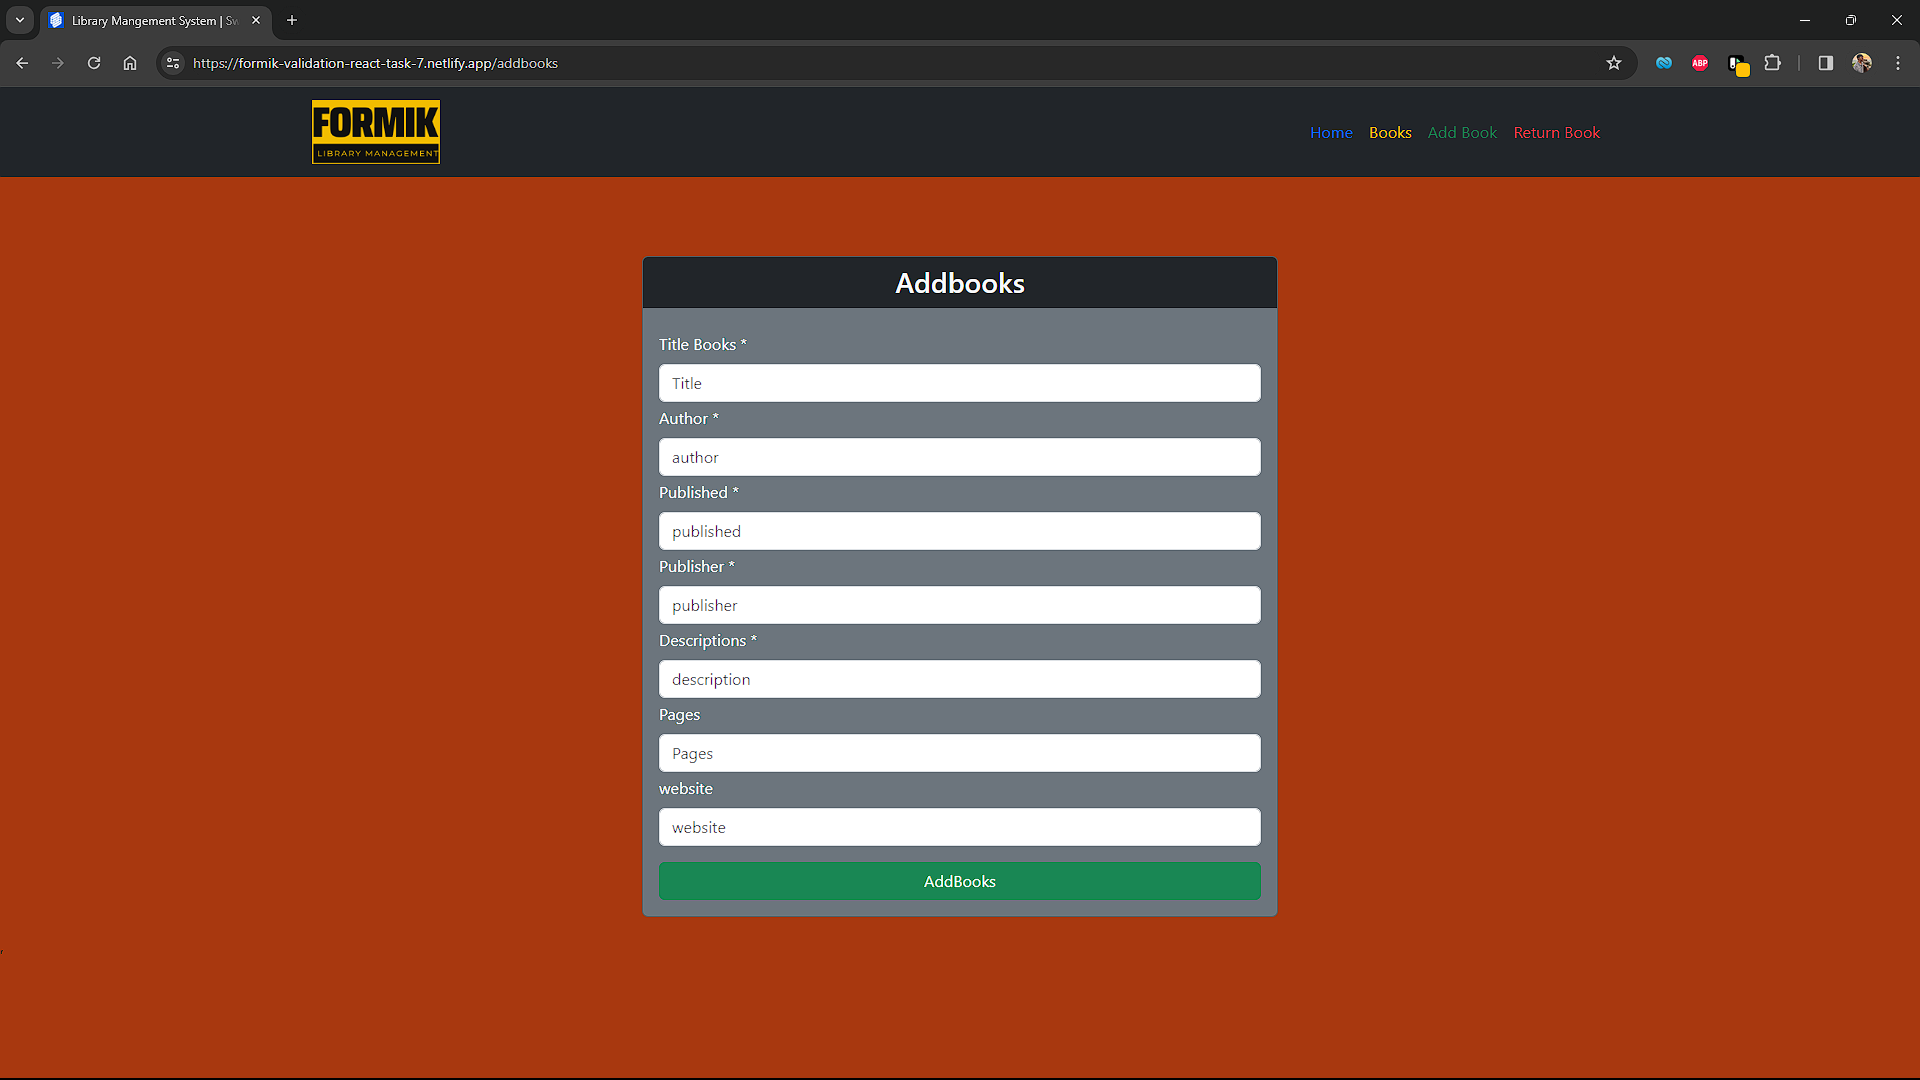 Library Mangement System | Sw
https://formik-validation-react-task-7.netlify.app/addbooks
ABP
FORMIK
LIBRARY MANAGEMENT
Home Books Add Book Return Book
Addbooks
Title Books *
Title
Author *
author
Published *
published
Publisher *
publisher
Descriptions *
description
Pages
Pages
website
website
AddBooks
,